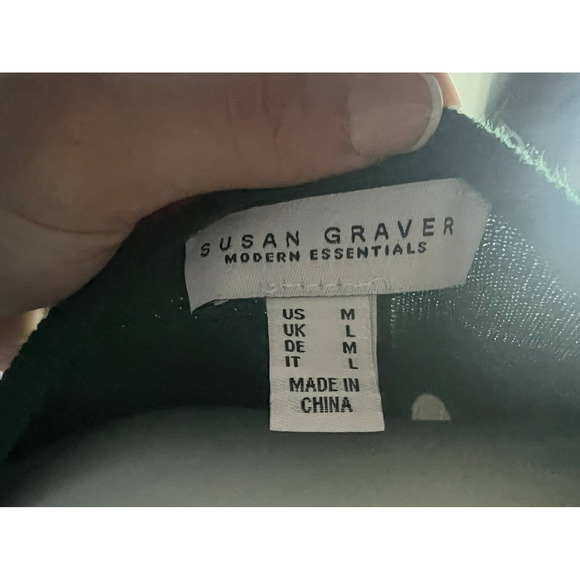 SUSAN GRAVER
MODERN ESSENTIALS
US M
UK L
DE M
IT L
MADE IN
CHINA